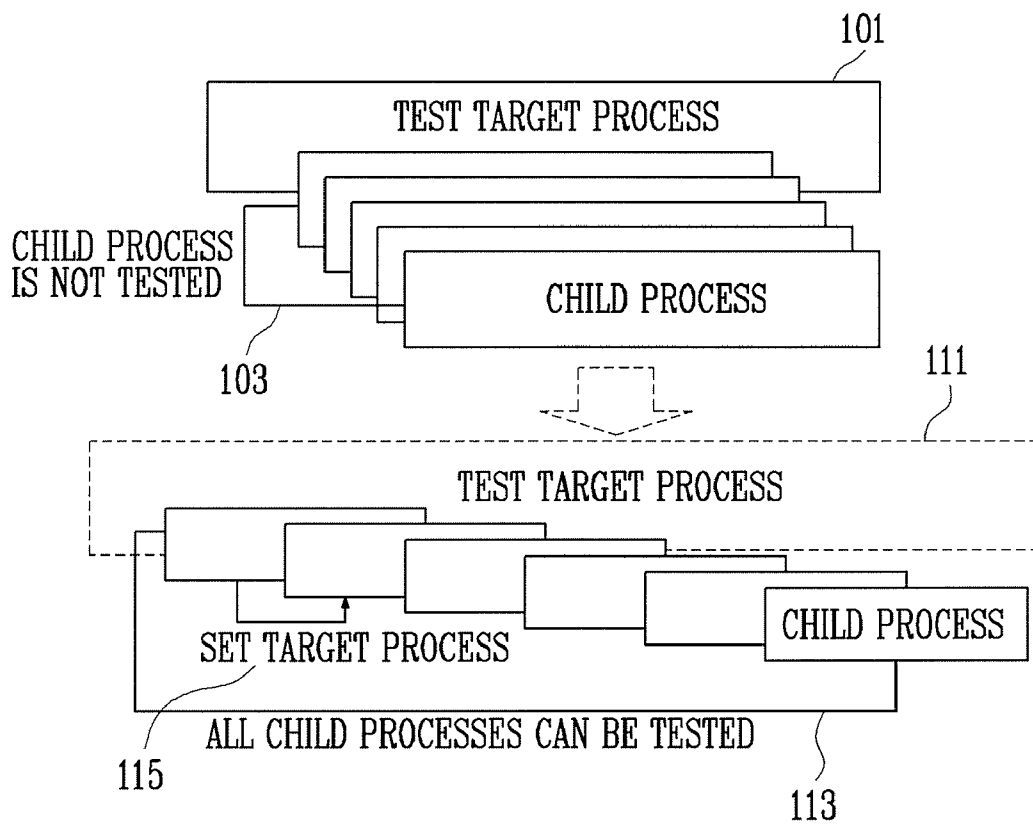 101
TEST TARGET PROCESS
CHILD PROCESS
IS NOT TESTED
CHILD PROCESS
103
111
TEST TARGET PROCESS
CHILD PROCESS
SET TARGET PROCESS
ALL CHILD PROCESSES CAN BE TESTED
115
113